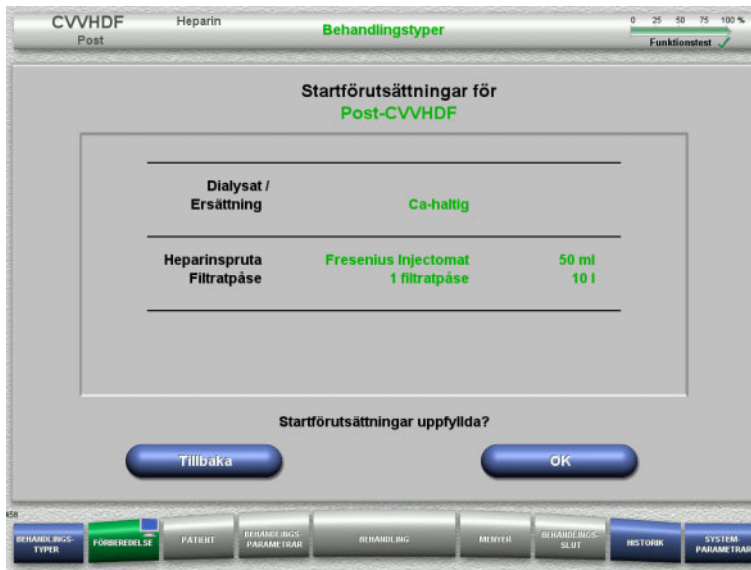 CVVHDF
Post
Heparin
Behandlingstyper
0 25 50 75 100 %
Funktionstest
Startförutsättningar för
Post-CVVHDF
Dialysat /
Ersättning
Ca-haltig
Heparinspruta Fresenius Injectomat 50 ml
Filtratpåse 1 filtratpåse 10 l
Startförutsättningar uppfyllda?
Tillbaka
OK
458
BEHANDLINGS-
TYPER
FÖRBEREDELSE
PATIENT
BEHANDLINGS-
PARAMETRAR
BEHANDLING
MENYER
BEHANDLINGS-
SLUT
HISTORIK
SYSTEM-
PARAMETRAR